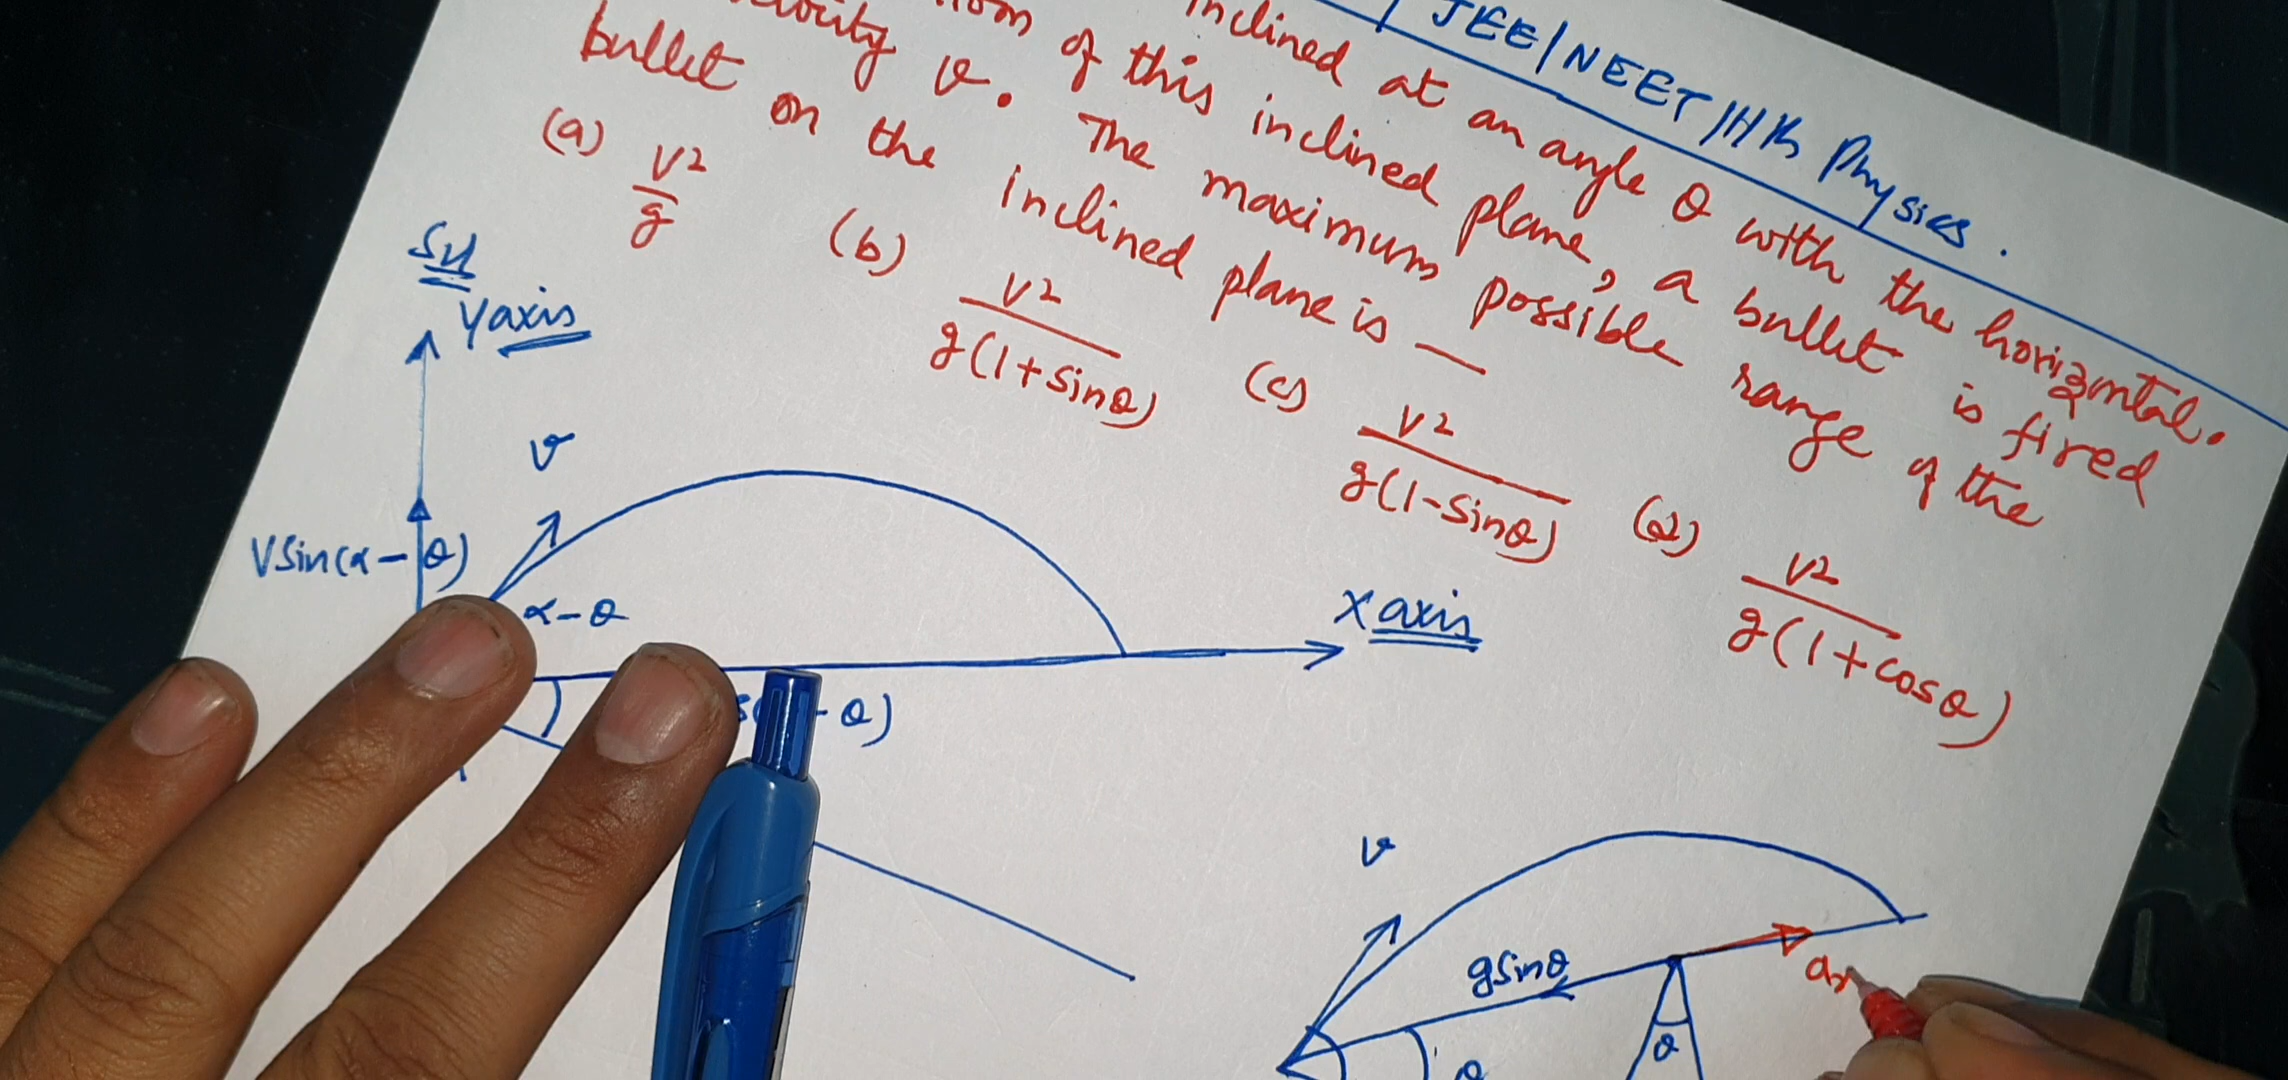 JEE/NEET/11th Physics.
inclined at an angle θ with the horizontal.
of this inclined plane, a bullet is fired
v. The maximum possible range of the
bullet on the inclined plane is —
(a) V²/g (b) V²/g(1+sinθ) (c) V²/g(1-sinθ) (d) V²/g(1+cosθ)
Sol
Y axis
v
Vsin(α-θ)
α-θ
X axis
θ)
v
gsinθ
θ
θ